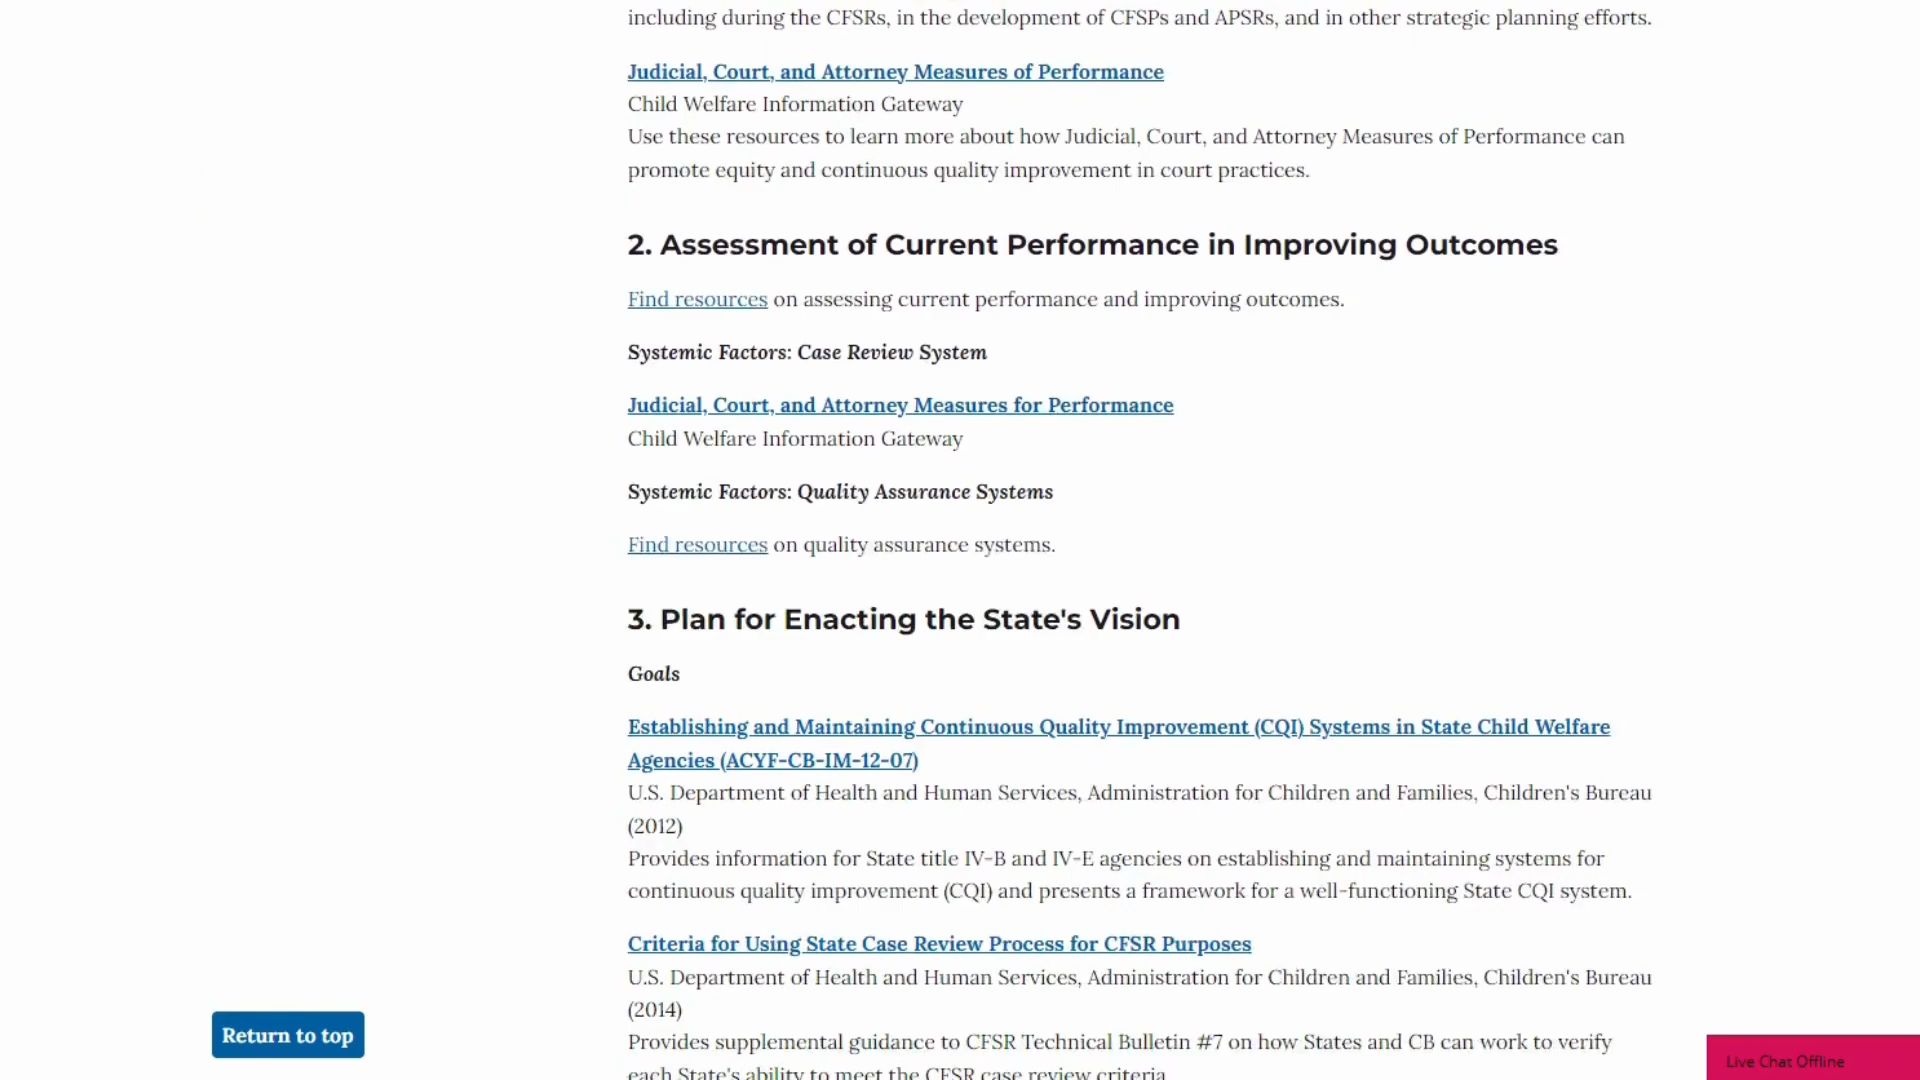 including during the CFSRs, in the development of CFSPs and APSRs, and in other strategic planning efforts.
Judicial, Court, and Attorney Measures of Performance
Child Welfare Information Gateway
Use these resources to learn more about how Judicial, Court, and Attorney Measures of Performance can
promote equity and continuous quality improvement in court practices.
2. Assessment of Current Performance in Improving Outcomes
Find resources on assessing current performance and improving outcomes.
Systemic Factors: Case Review System
Judicial, Court, and Attorney Measures for Performance
Child Welfare Information Gateway
Systemic Factors: Quality Assurance Systems
Find resources on quality assurance systems.
3. Plan for Enacting the State's Vision
Goals
Establishing and Maintaining Continuous Quality Improvement (CQI) Systems in State Child Welfare
Agencies (ACYF-CB-IM-12-07)
U.S. Department of Health and Human Services, Administration for Children and Families, Children's Bureau
(2012)
Provides information for State title IV-B and IV-E agencies on establishing and maintaining systems for
continuous quality improvement (CQI) and presents a framework for a well-functioning State CQI system.
Criteria for Using State Case Review Process for CFSR Purposes
U.S. Department of Health and Human Services, Administration for Children and Families, Children's Bureau
(2014)
Provides supplemental guidance to CFSR Technical Bulletin #7 on how States and CB can work to verify
each State's ability to meet the CFSR case review criteria
Return to top
Live Chat Offline